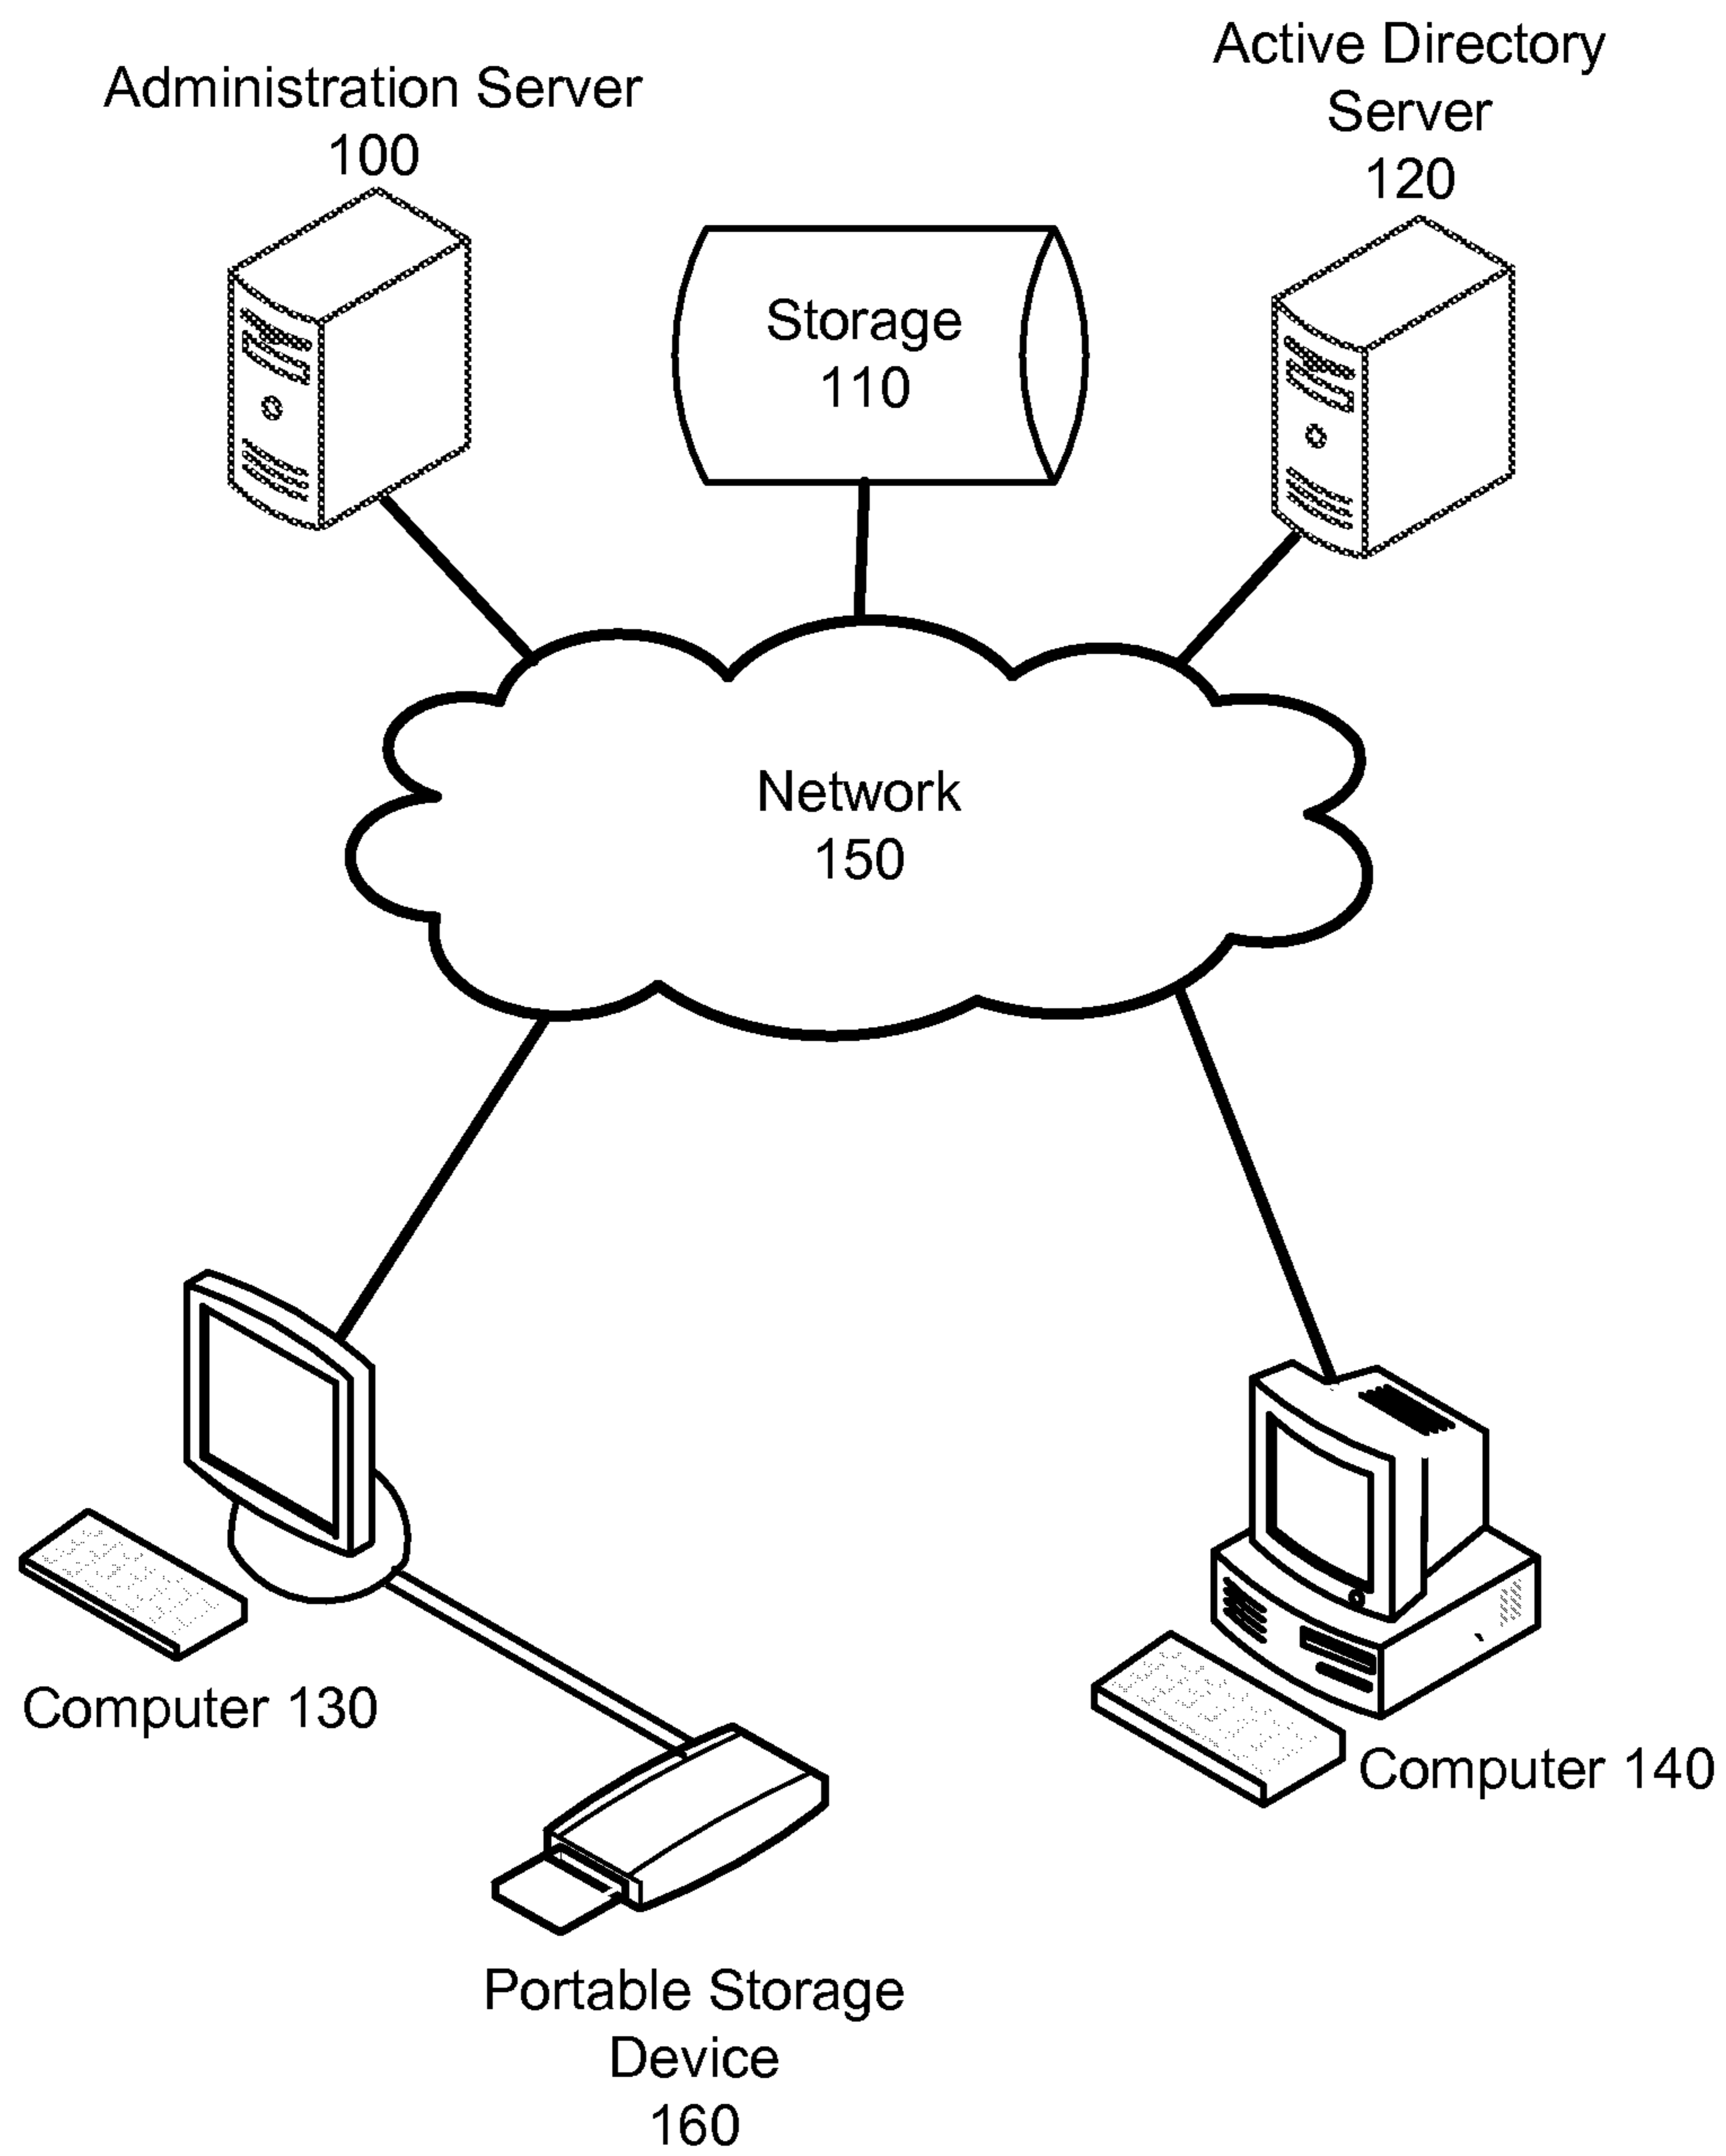 Administration Server
100
Active Directory
Server
120
Storage
110
Network
150
Computer 130
Computer 140
Portable Storage
Device
160